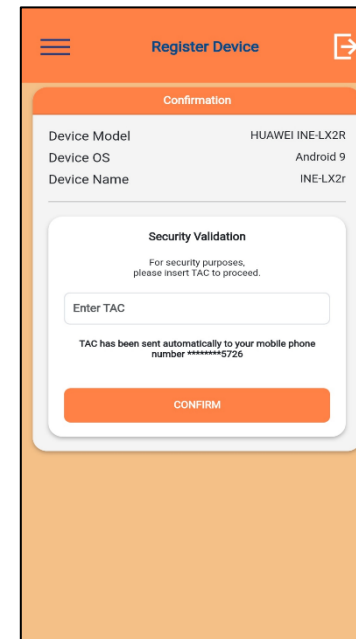 Register Device
Confirmation
Device Model HUAWEI INE-LX2R
Device OS Android 9
Device Name INE-LX2r
Security Validation
For security purposes,
please insert TAC to proceed.
Enter TAC
TAC has been sent automatically to your mobile phone
number ********5726
CONFIRM